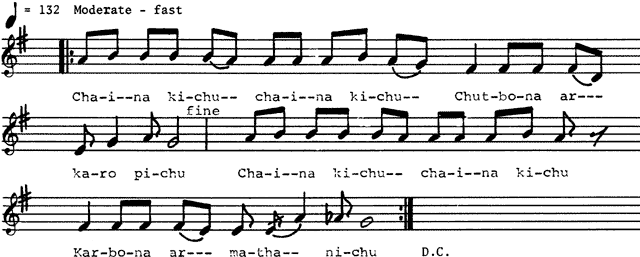 = 132 Moderate - fast
Cha-i--na ki-chu-- cha-i--na ki-chu-- Chut-bo-na ar---
fine
ka-ro pi-chu Cha-i--na ki-chu-- cha-i--na ki-chu
Kar-bo-na ar--- ma-tha-- ni-chu D.C.